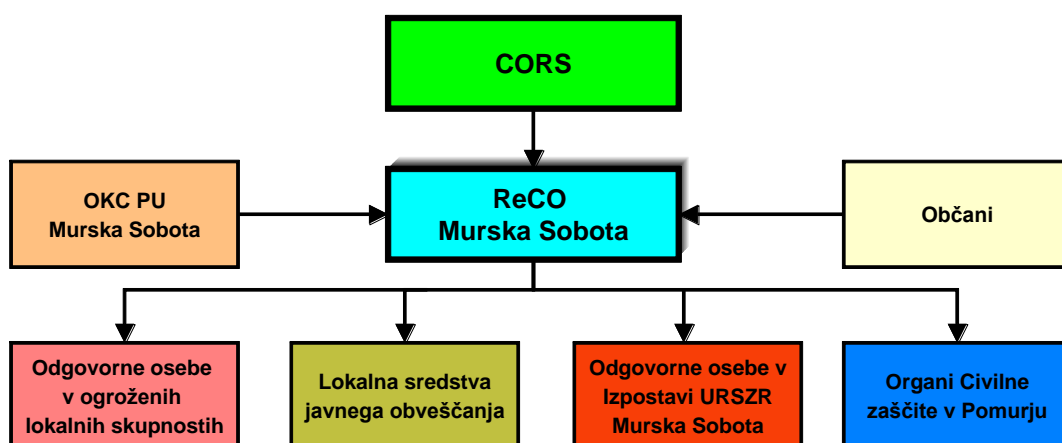 CORS
OKC PU
Murska Sobota
ReCO
Murska Sobota
Občani
Odgovorne osebe
v ogroženih
lokalnih skupnostih
Lokalna sredstva
javnega obveščanja
Odgovorne osebe v
Izpostavi URSZR
Murska Sobota
Organi Civilne
zaščite v Pomurju